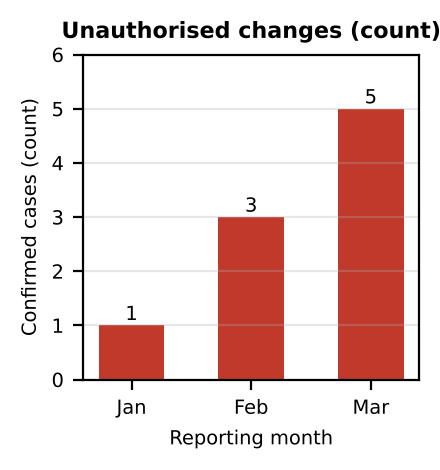 Unauthorised changes (count)
Confirmed cases (count)
6
5
4
3
2
1
0
1
3
5
Jan Feb Mar
Reporting month